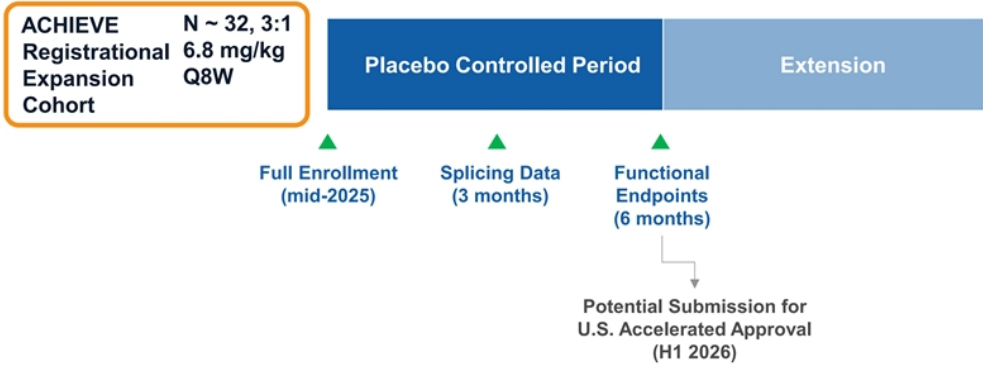 ACHIEVE N ~ 32, 3:1
Registrational 6.8 mg/kg
Expansion Q8W
Cohort
Placebo Controlled Period
Extension
Full Enrollment
(mid-2025)
Splicing Data
(3 months)
Functional
Endpoints
(6 months)
Potential Submission for
U.S. Accelerated Approval
(H1 2026)